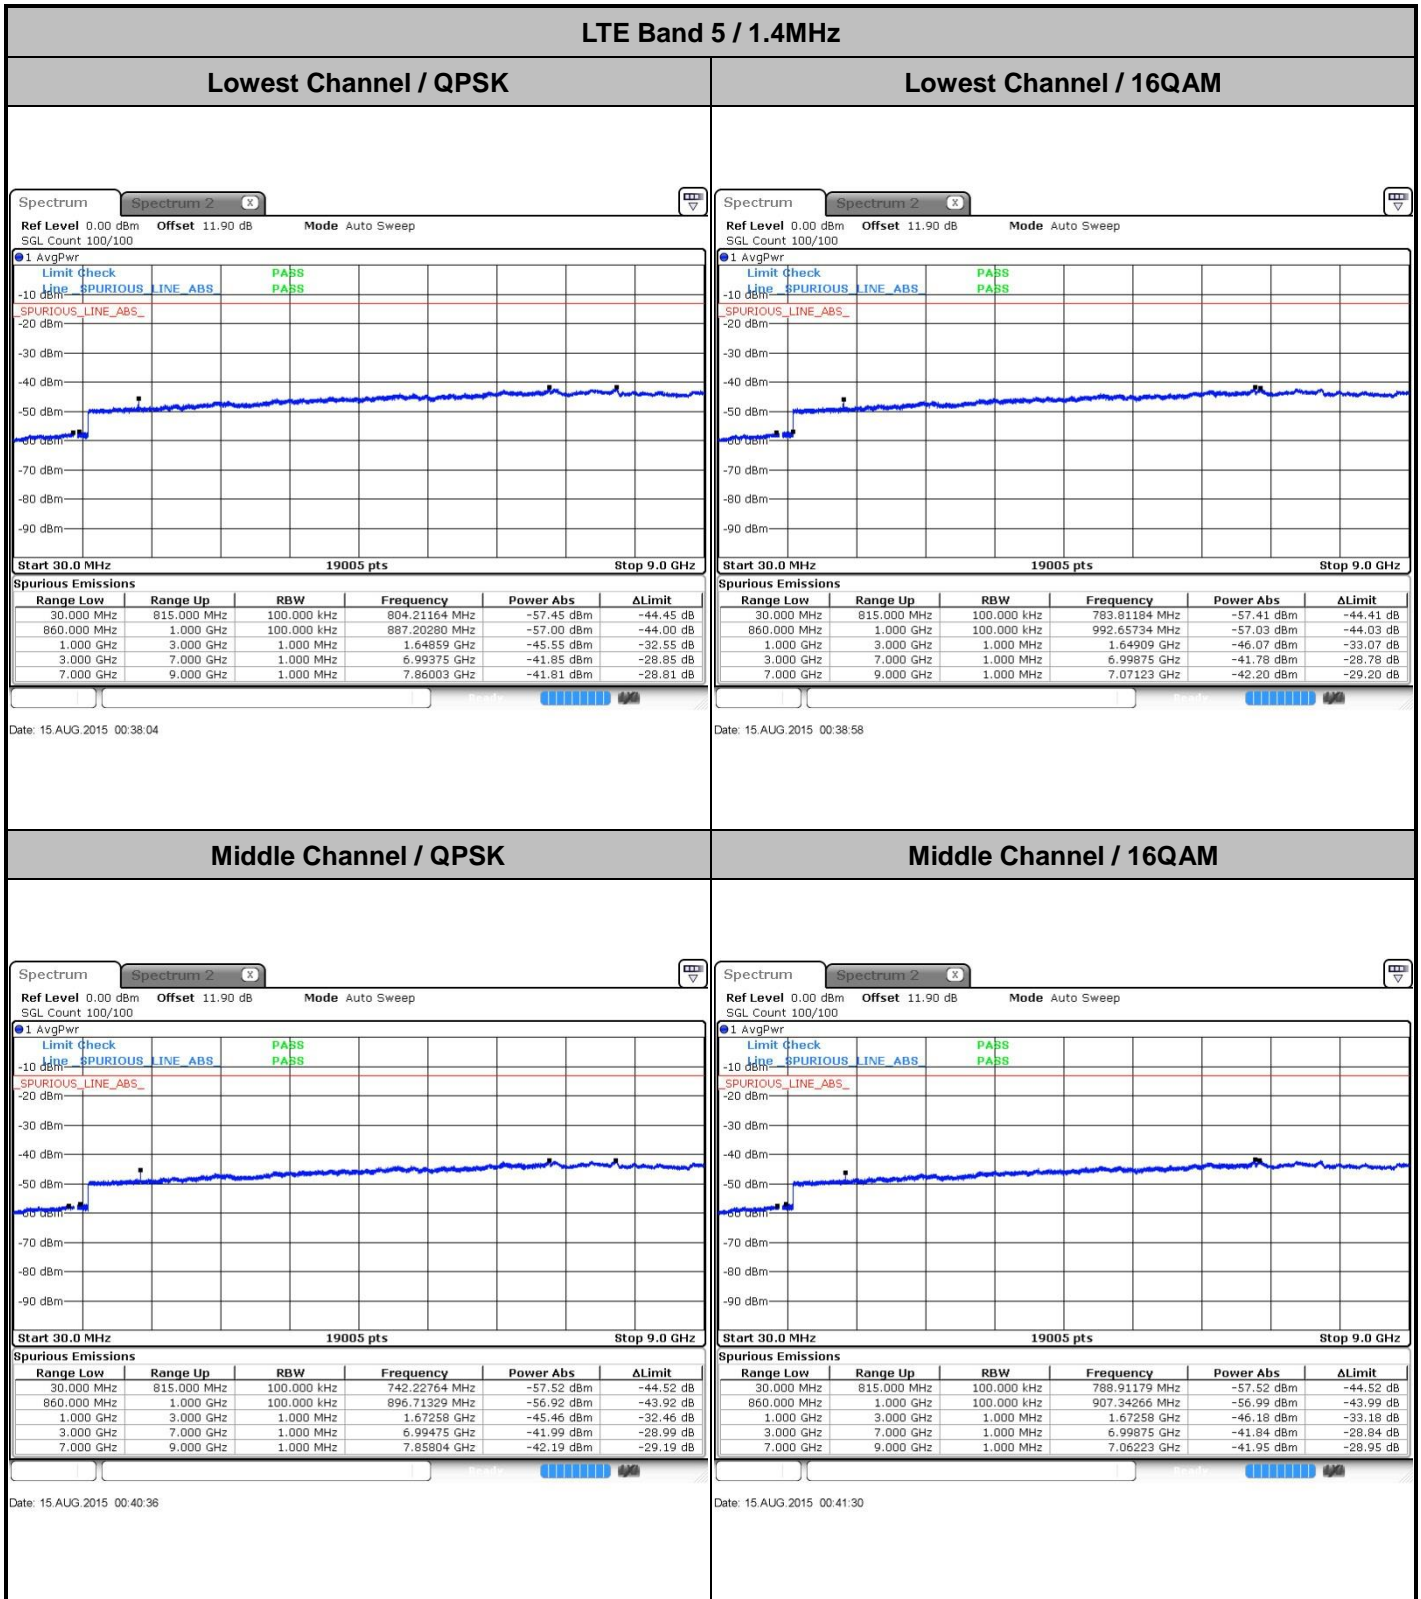 LTE Band 5 / 1.4MHz
Lowest Channel / QPSK
Lowest Channel / 16QAM
Spectrum
Spectrum 2
X
Ref Level 0.00 dBm Offset 11.90 dB Mode Auto Sweep
SGL Count 100/100
1 AvgPwr
Limit Check PASS
Line _SPURIOUS_LINE_ABS_ PASS
-10 dBm
_SPURIOUS_LINE_ABS_
-20 dBm
-30 dBm
-40 dBm
-50 dBm
-60 dBm
-70 dBm
-80 dBm
-90 dBm
Start 30.0 MHz 19005 pts Stop 9.0 GHz
Spurious Emissions
Range Low Range Up RBW Frequency Power Abs ΔLimit
30.000 MHz 815.000 MHz 100.000 kHz 804.21164 MHz -57.45 dBm -44.45 dB
860.000 MHz 1.000 GHz 100.000 kHz 887.20280 MHz -57.00 dBm -44.00 dB
1.000 GHz 3.000 GHz 1.000 MHz 1.64859 GHz -45.55 dBm -32.55 dB
3.000 GHz 7.000 GHz 1.000 MHz 6.99375 GHz -41.85 dBm -28.85 dB
7.000 GHz 9.000 GHz 1.000 MHz 7.86003 GHz -41.81 dBm -28.81 dB
Date: 15.AUG.2015 00:38:04
Spectrum
Spectrum 2
X
Ref Level 0.00 dBm Offset 11.90 dB Mode Auto Sweep
SGL Count 100/100
1 AvgPwr
Limit Check PASS
Line _SPURIOUS_LINE_ABS_ PASS
-10 dBm
_SPURIOUS_LINE_ABS_
-20 dBm
-30 dBm
-40 dBm
-50 dBm
-60 dBm
-70 dBm
-80 dBm
-90 dBm
Start 30.0 MHz 19005 pts Stop 9.0 GHz
Spurious Emissions
Range Low Range Up RBW Frequency Power Abs ΔLimit
30.000 MHz 815.000 MHz 100.000 kHz 783.81184 MHz -57.41 dBm -44.41 dB
860.000 MHz 1.000 GHz 100.000 kHz 992.65734 MHz -57.03 dBm -44.03 dB
1.000 GHz 3.000 GHz 1.000 MHz 1.64909 GHz -46.07 dBm -33.07 dB
3.000 GHz 7.000 GHz 1.000 MHz 6.99875 GHz -41.78 dBm -28.78 dB
7.000 GHz 9.000 GHz 1.000 MHz 7.07123 GHz -42.20 dBm -29.20 dB
Date: 15.AUG.2015 00:38:58
Middle Channel / QPSK
Middle Channel / 16QAM
Spectrum
Spectrum 2
X
Ref Level 0.00 dBm Offset 11.90 dB Mode Auto Sweep
SGL Count 100/100
1 AvgPwr
Limit Check PASS
Line _SPURIOUS_LINE_ABS_ PASS
-10 dBm
_SPURIOUS_LINE_ABS_
-20 dBm
-30 dBm
-40 dBm
-50 dBm
-60 dBm
-70 dBm
-80 dBm
-90 dBm
Start 30.0 MHz 19005 pts Stop 9.0 GHz
Spurious Emissions
Range Low Range Up RBW Frequency Power Abs ΔLimit
30.000 MHz 815.000 MHz 100.000 kHz 742.22764 MHz -57.52 dBm -44.52 dB
860.000 MHz 1.000 GHz 100.000 kHz 896.71329 MHz -56.92 dBm -43.92 dB
1.000 GHz 3.000 GHz 1.000 MHz 1.67258 GHz -45.46 dBm -32.46 dB
3.000 GHz 7.000 GHz 1.000 MHz 6.99475 GHz -41.99 dBm -28.99 dB
7.000 GHz 9.000 GHz 1.000 MHz 7.85804 GHz -42.19 dBm -29.19 dB
Date: 15.AUG.2015 00:40:36
Spectrum
Spectrum 2
X
Ref Level 0.00 dBm Offset 11.90 dB Mode Auto Sweep
SGL Count 100/100
1 AvgPwr
Limit Check PASS
Line _SPURIOUS_LINE_ABS_ PASS
-10 dBm
_SPURIOUS_LINE_ABS_
-20 dBm
-30 dBm
-40 dBm
-50 dBm
-60 dBm
-70 dBm
-80 dBm
-90 dBm
Start 30.0 MHz 19005 pts Stop 9.0 GHz
Spurious Emissions
Range Low Range Up RBW Frequency Power Abs ΔLimit
30.000 MHz 815.000 MHz 100.000 kHz 788.91179 MHz -57.52 dBm -44.52 dB
860.000 MHz 1.000 GHz 100.000 kHz 907.34266 MHz -56.99 dBm -43.99 dB
1.000 GHz 3.000 GHz 1.000 MHz 1.67258 GHz -46.18 dBm -33.18 dB
3.000 GHz 7.000 GHz 1.000 MHz 6.99875 GHz -41.84 dBm -28.84 dB
7.000 GHz 9.000 GHz 1.000 MHz 7.06223 GHz -41.95 dBm -28.95 dB
Date: 15.AUG.2015 00:41:30